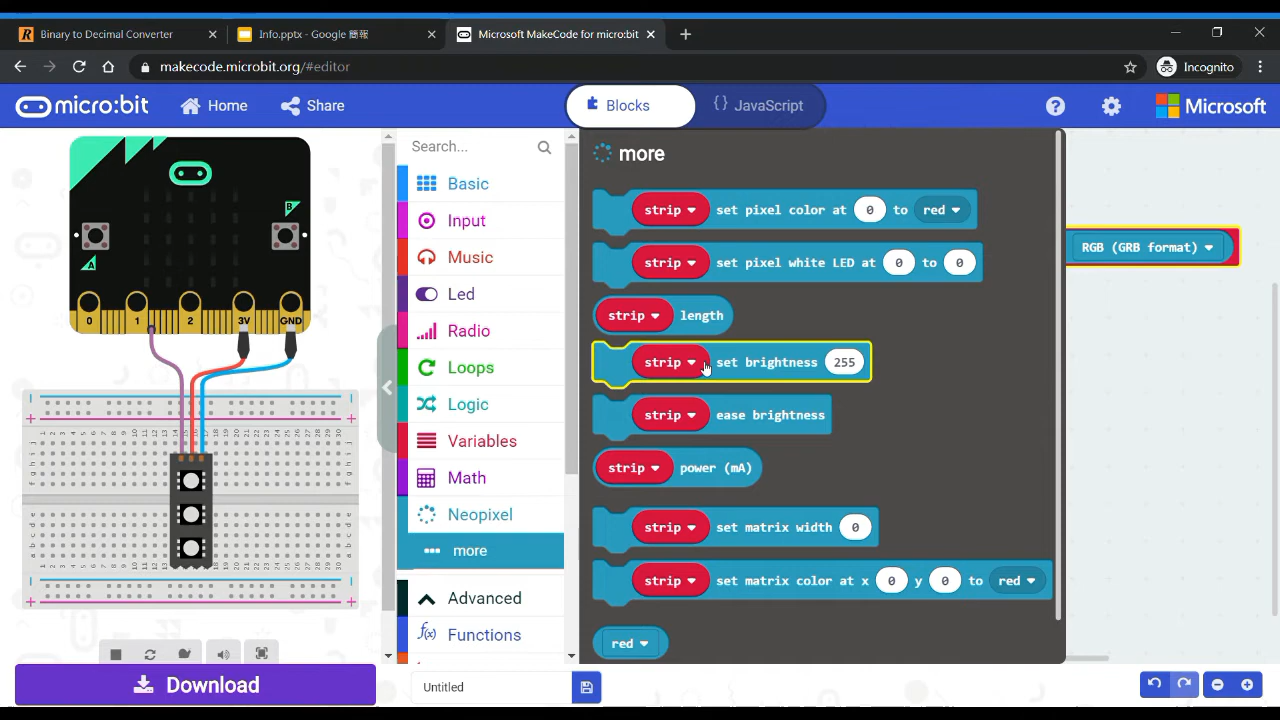 Binary to Decimal Converter
Info.pptx - Google 簡報
Microsoft MakeCode for micro:bit
makecode.microbit.org/#editor
Incognito
micro:bit
Home
Share
Blocks
{} JavaScript
Microsoft
A
B
0 1 2 3V GND
Download
Search...
Basic
Input
Music
Led
Radio
Loops
Logic
Variables
Math
Neopixel
more
Advanced
f(x) Functions
Untitled
more
strip set pixel color at 0 to red
strip set pixel white LED at 0 to 0
strip length
strip set brightness 255
strip ease brightness
strip power (mA)
strip set matrix width 0
strip set matrix color at x 0 y 0 to red
red
RGB (GRB format)